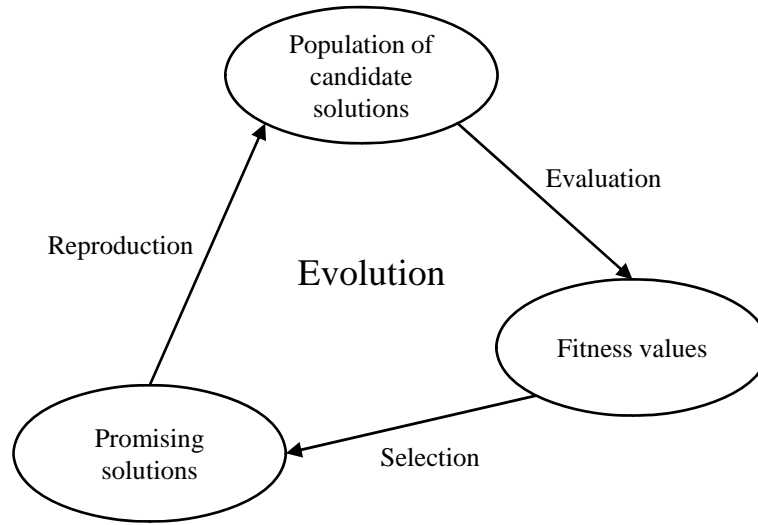 Population of
candidate
solutions
Evaluation
Reproduction
Evolution
Fitness values
Promising
solutions
Selection